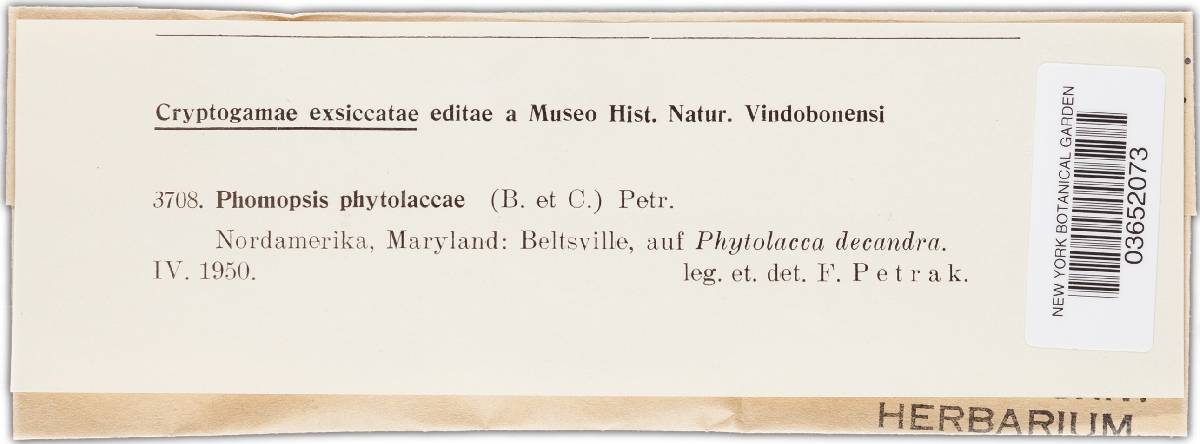 Cryptogamae exsiccatae editae a Museo Hist. Natur. Vindobonensi
3708. Phomopsis phytolaccae (B. et C.) Petr.
Nordamerika, Maryland: Beltsville, auf Phytolacca decandra.
IV. 1950. leg. et. det. F. Petrak.
NEW YORK BOTANICAL GARDEN
03652073
HERBARIUM